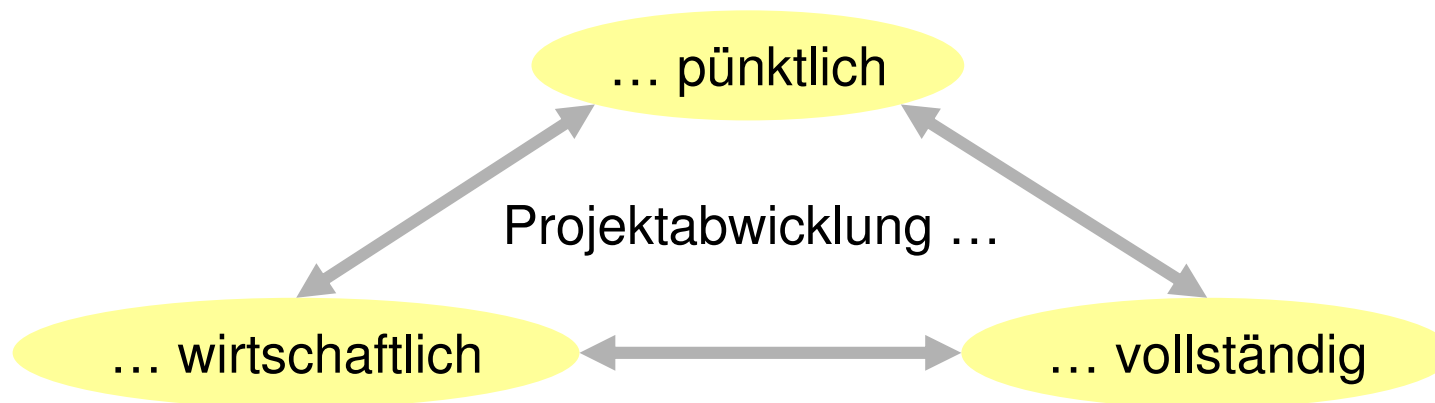 … pünktlich
Projektabwicklung …
… wirtschaftlich
… vollständig